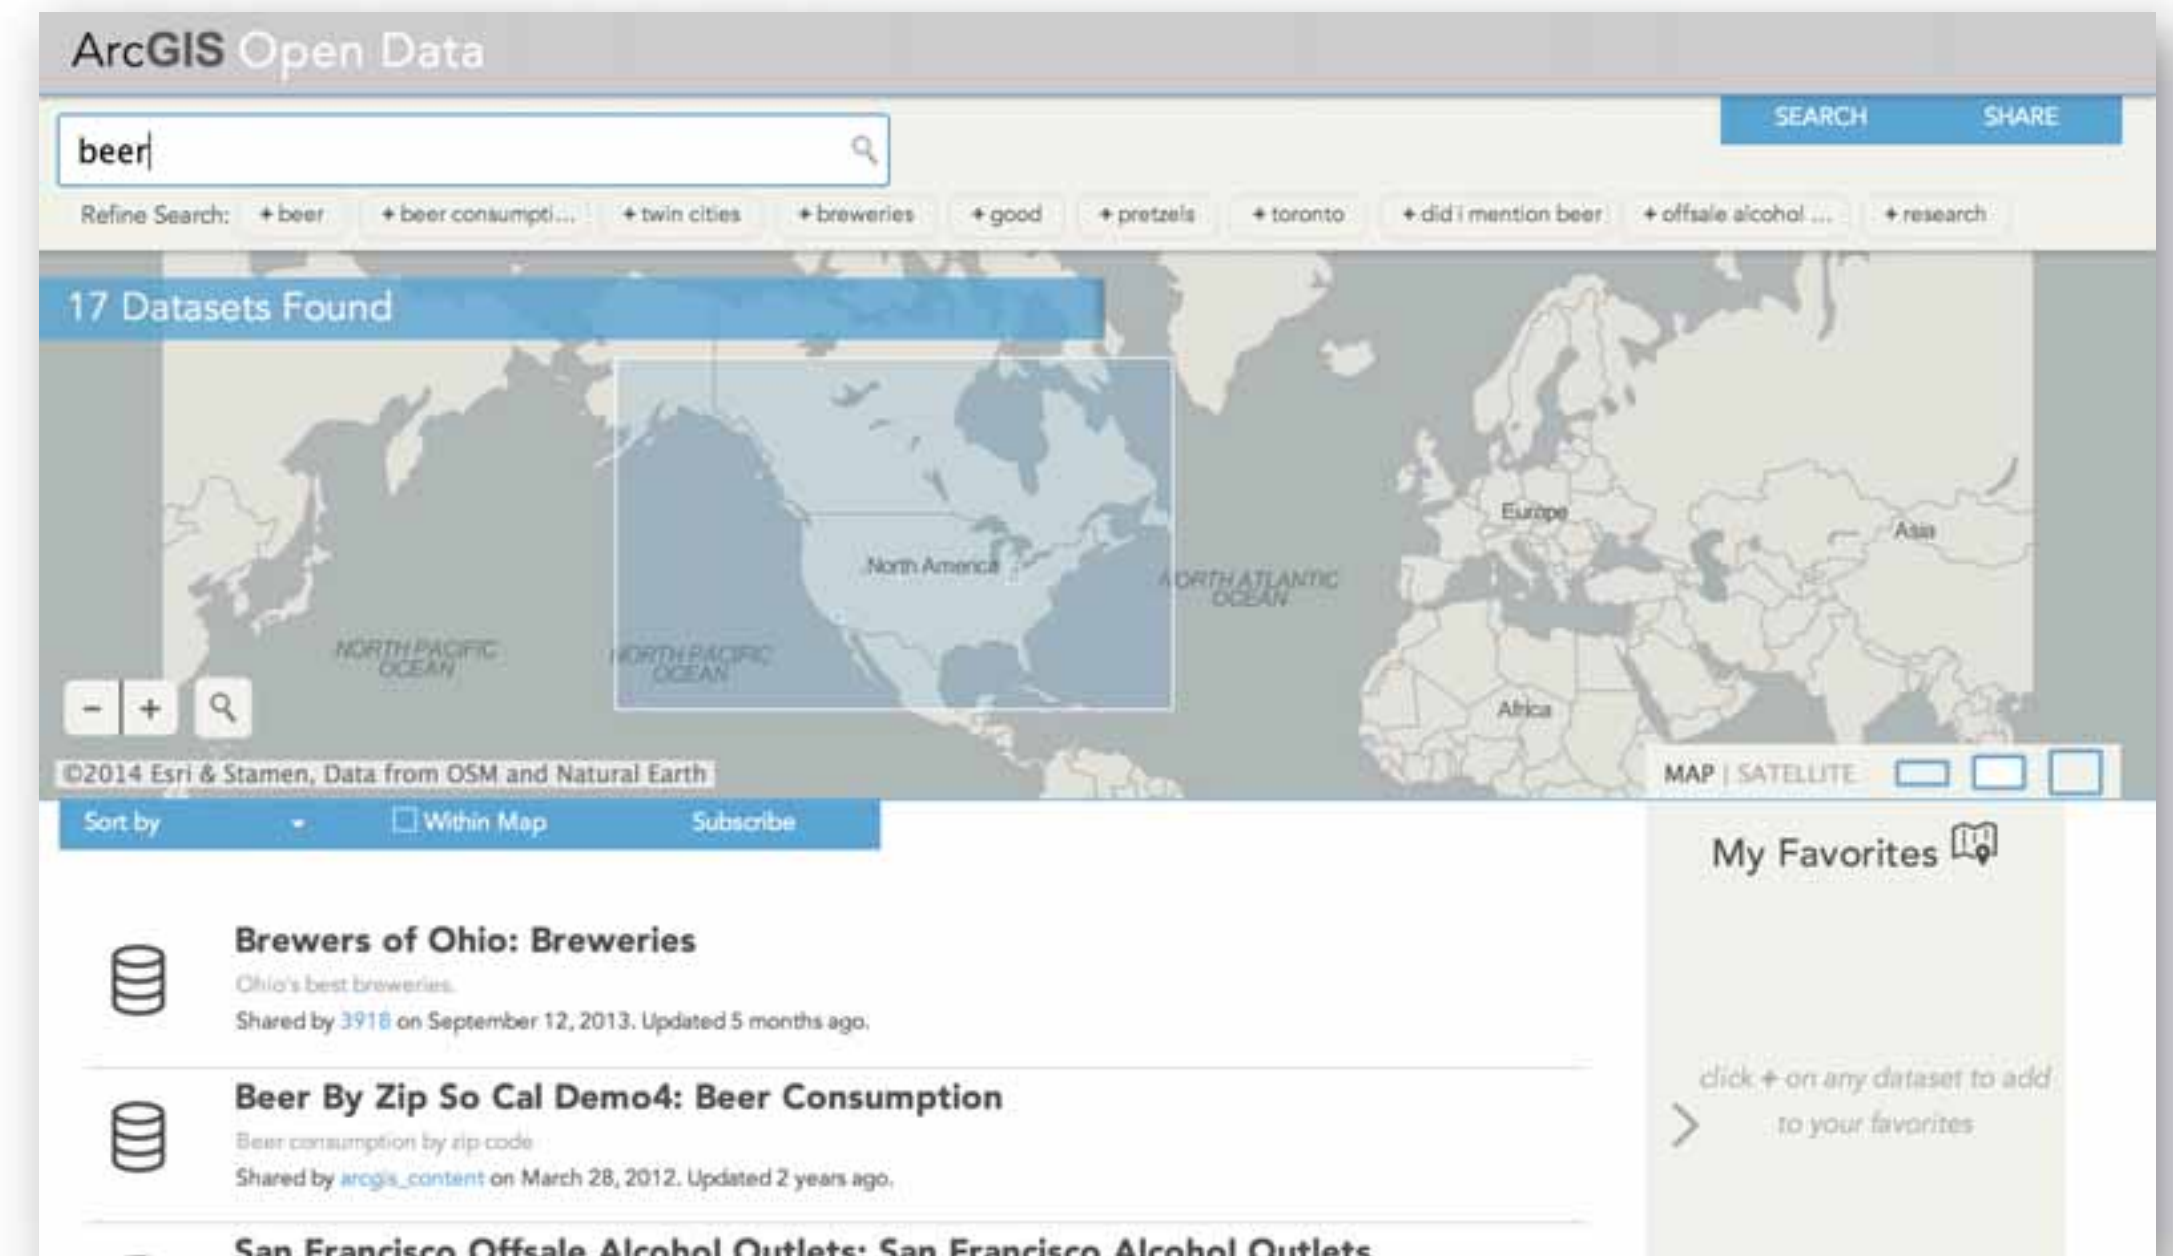 ArcGIS Open Data
SEARCH SHARE
beer
Refine Search: + beer + beer consumpti... + twin cities + breweries + good + pretzels + toronto + did i mention beer + offsale alcohol ... + research
17 Datasets Found
Europe
Asia
North America
NORTH ATLANTIC
OCEAN
NORTH PACIFIC
OCEAN
NORTH PACIFIC
OCEAN
Africa
- +
©2014 Esri & Stamen, Data from OSM and Natural Earth
MAP | SATELLITE
Sort by Within Map Subscribe
My Favorites
Brewers of Ohio: Breweries
Ohio's best breweries.
Shared by 3918 on September 12, 2013. Updated 5 months ago.
click + on any dataset to add
to your favorites
Beer By Zip So Cal Demo4: Beer Consumption
Beer consumption by zip code
Shared by arcgis_content on March 28, 2012. Updated 2 years ago.
San Francisco Offsale Alcohol Outlets: San Francisco Alcohol Outlets